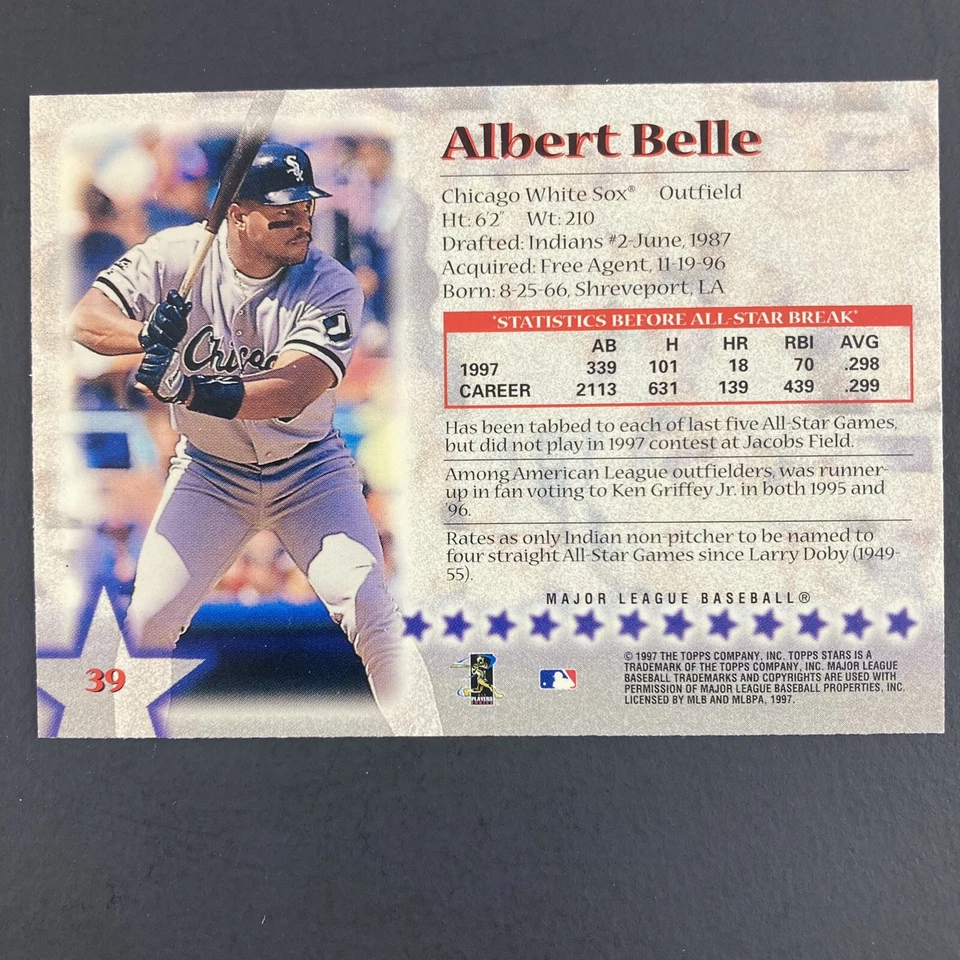 Albert Belle
Chicago White Sox® Outfield
Ht: 6'2" Wt: 210
Drafted: Indians #2-June, 1987
Acquired: Free Agent, 11-19-96
Born: 8-25-66, Shreveport, LA
"STATISTICS BEFORE ALL-STAR BREAK"
AB H HR RBI AVG
1997 339 101 18 70 .298
CAREER 2113 631 139 439 .299
Has been tabbed to each of last five All-Star Games,
but did not play in 1997 contest at Jacobs Field.
Among American League outfielders, was runner-
up in fan voting to Ken Griffey Jr. in both 1995 and
'96.
Rates as only Indian non-pitcher to be named to
four straight All-Star Games since Larry Doby (1949-
55).
MAJOR LEAGUE BASEBALL®
© 1997 THE TOPPS COMPANY, INC. TOPPS STARS IS A
TRADEMARK OF THE TOPPS COMPANY, INC. MAJOR LEAGUE
BASEBALL TRADEMARKS AND COPYRIGHTS ARE USED WITH
PERMISSION OF MAJOR LEAGUE BASEBALL PROPERTIES, INC.
LICENSED BY MLB AND MLBPA, 1997.
PLAYERS
CHOICE
39
Sox
Chicago
J